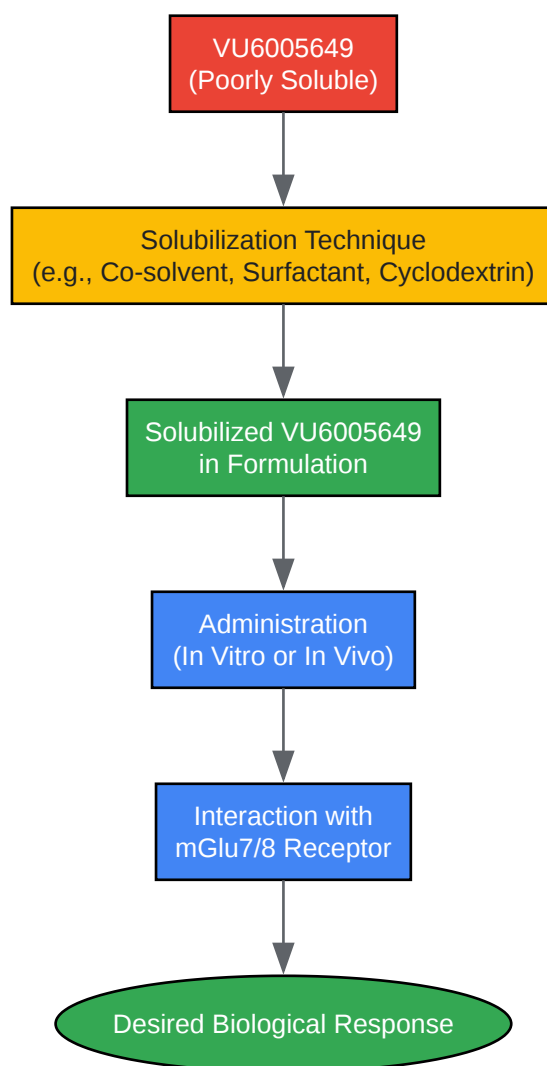 VU6005649
(Poorly Soluble)
Solubilization Technique
(e.g., Co-solvent, Surfactant, Cyclodextrin)
Solubilized VU6005649
in Formulation
Administration
(In Vitro or In Vivo)
Interaction with
mGlu7/8 Receptor
Desired Biological Response